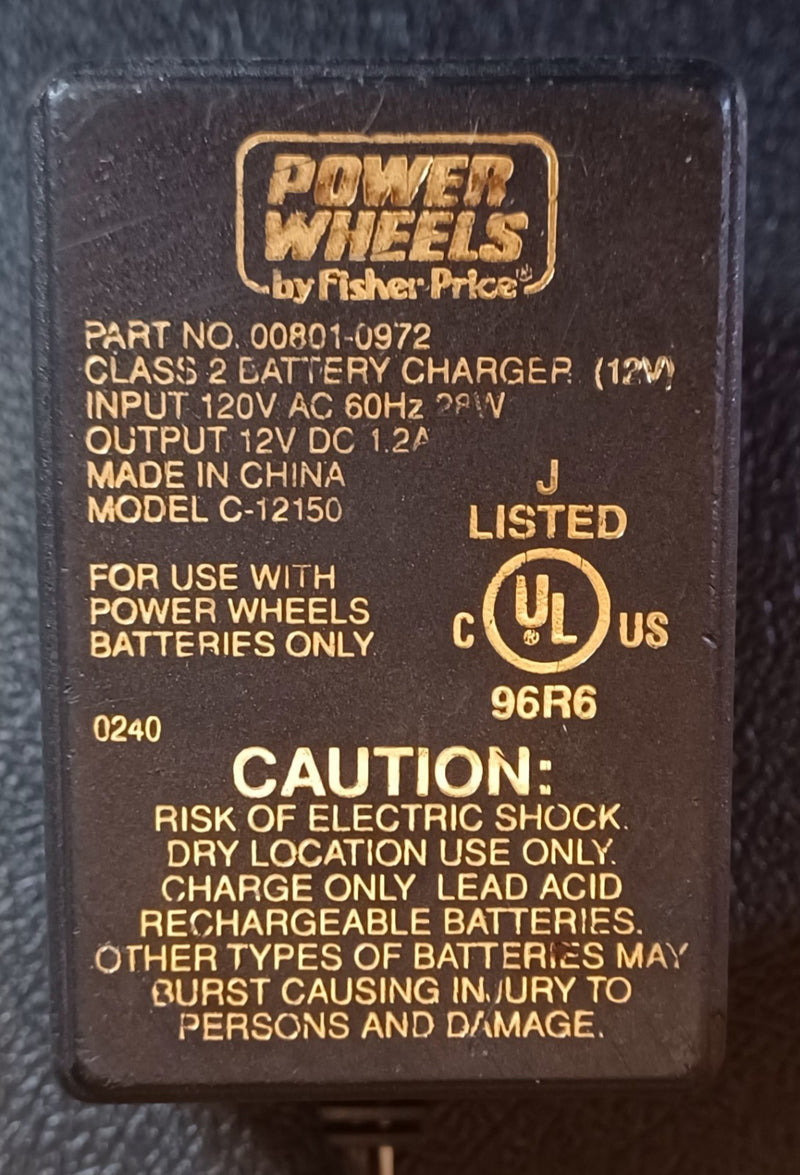 POWER
WHEELS
by Fisher-Price®
PART NO. 00801-0972
CLASS 2 BATTERY CHARGER (12V)
INPUT 120V AC 60Hz 28W
OUTPUT 12V DC 1.2A
MADE IN CHINA
MODEL C-12150
J
LISTED
FOR USE WITH
POWER WHEELS
BATTERIES ONLY
C UL® US
96R6
0240
CAUTION:
RISK OF ELECTRIC SHOCK.
DRY LOCATION USE ONLY.
CHARGE ONLY LEAD ACID
RECHARGEABLE BATTERIES.
OTHER TYPES OF BATTERIES MAY
BURST CAUSING INJURY TO
PERSONS AND DAMAGE.